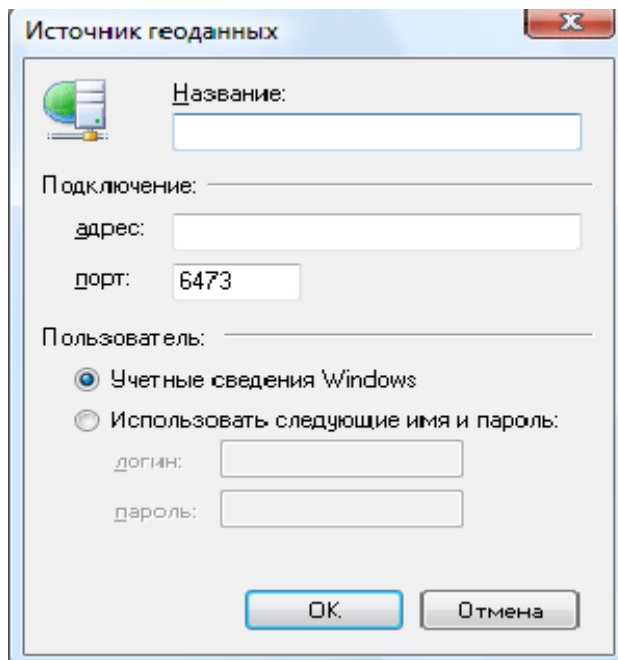 Источник геоданных
Название:
Подключение:
адрес:
порт: 6473
Пользователь:
Учетные сведения Windows
Использовать следующие имя и пароль:
логин:
пароль:
OK Отмена